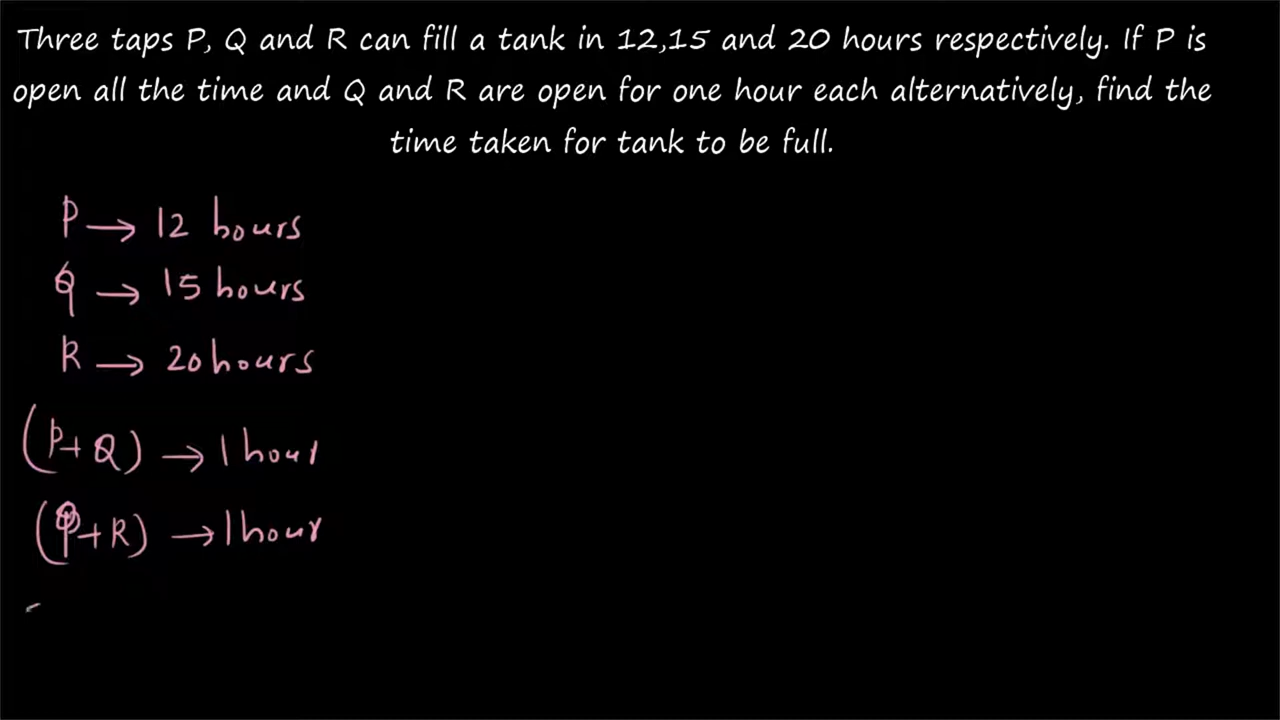 Three taps P, Q and R can fill a tank in 12,15 and 20 hours respectively. If P is
open all the time and Q and R are open for one hour each alternatively, find the
time taken for tank to be full.
P → 12 hours
Q → 15 hours
R → 20 hours
(P+Q) → 1 hour
(P+R) → 1 hour